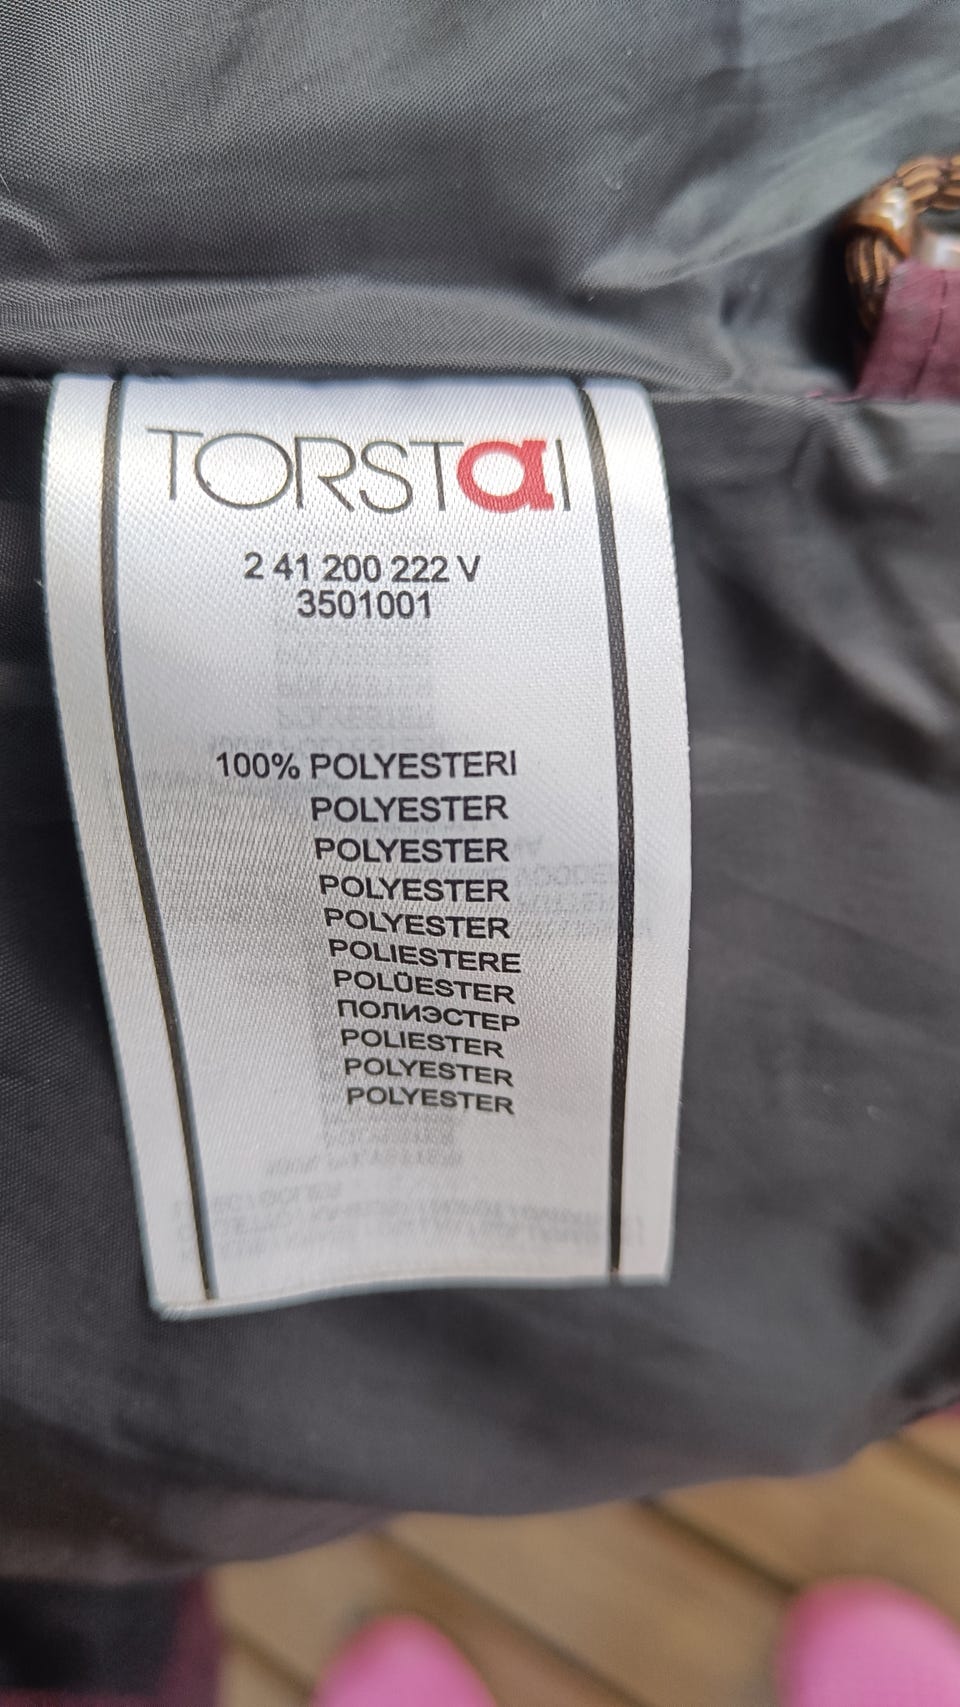 TORSTaI
2 41 200 222 V
3501001
100% POLYESTERI
POLYESTER
POLYESTER
POLYESTER
POLYESTER
POLIESTERE
POLÜESTER
ПОЛИЭСТЕР
POLIESTER
POLYESTER
POLYESTER